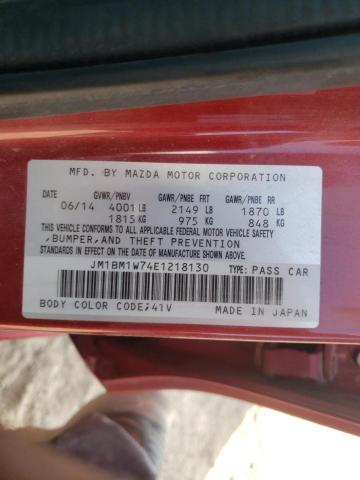 MFD. BY MAZDA MOTOR CORPORATION
GVWR/PNBV GAWR/PNBE FRT GAWR/PNBE RR
06/14 4001 LB 2149 LB 1870 LB
1815 KG 975 KG 848 KG
THIS VEHICLE CONFORMS TO ALL APPLICABLE FEDERAL MOTOR VEHICLE SAFETY
,BUMPER,AND THEFT PREVENTION
STANDARDS IN EFFECT ON THE DATE OF MANUFACTURE SHOWN ABOVE.
JM1BM1W74E1218130 TYPE: PASS CAR
BODY COLOR CODE:41V MADE IN JAPAN